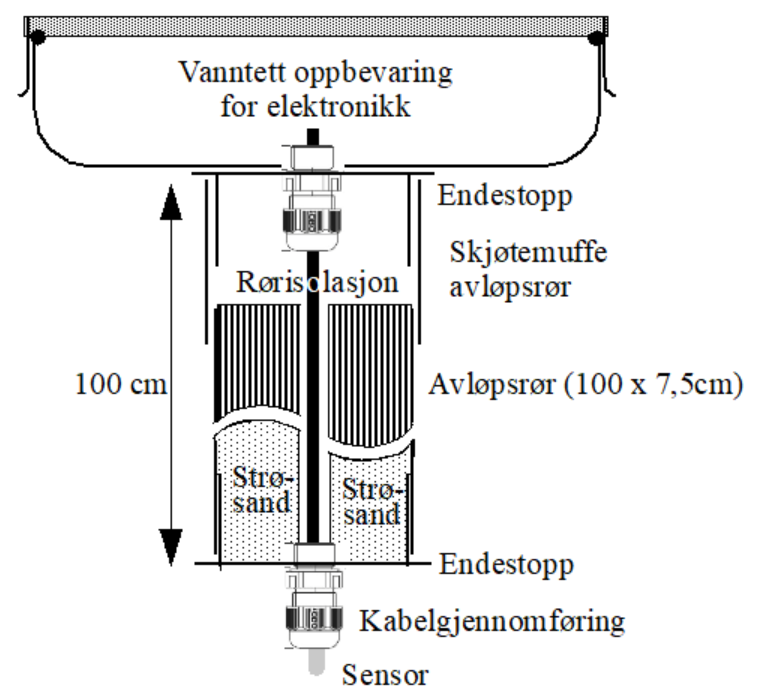 Vanntett oppbevaring
for elektronikk
Endestopp
Skjøtemuffe
avløpsrør
Rørisolasjon
100 cm
Avløpsrør (100 x 7,5cm)
Strø-
sand
Strø-
sand
Endestopp
Kabelgjennomføring
Sensor